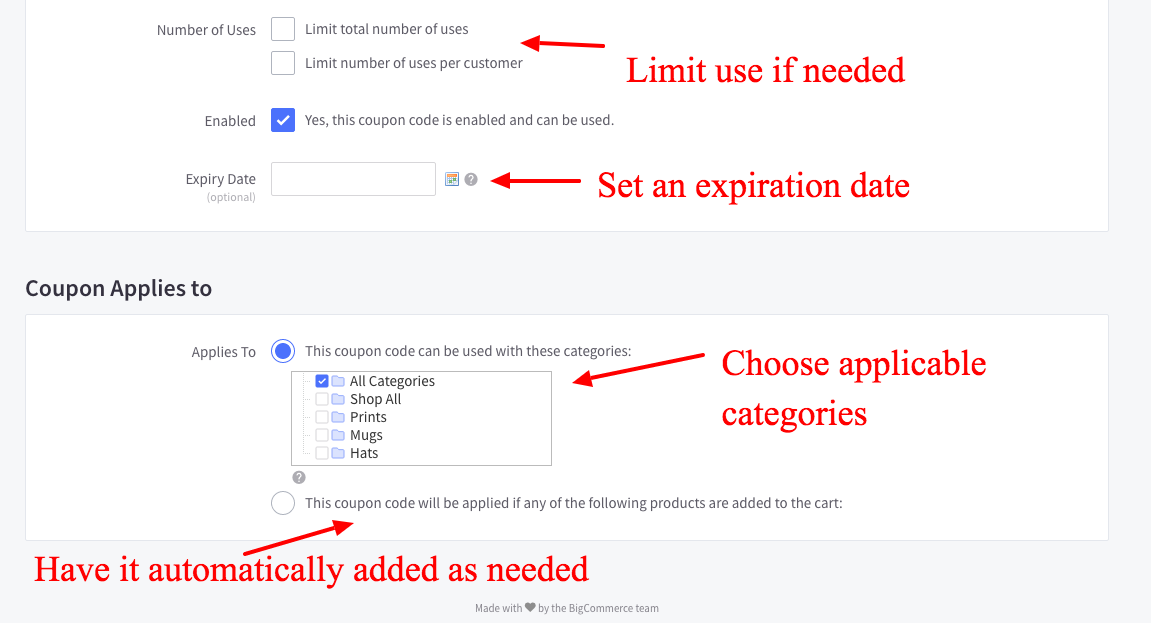 Number of Uses Limit total number of uses
Limit number of uses per customer
Limit use if needed
Enabled Yes, this coupon code is enabled and can be used.
Expiry Date
(optional)
? Set an expiration date
Coupon Applies to
Applies To This coupon code can be used with these categories:
All Categories
Shop All
Prints
Mugs
Hats
Choose applicable
categories
?
This coupon code will be applied if any of the following products are added to the cart:
Have it automatically added as needed
Made with ♥ by the BigCommerce team